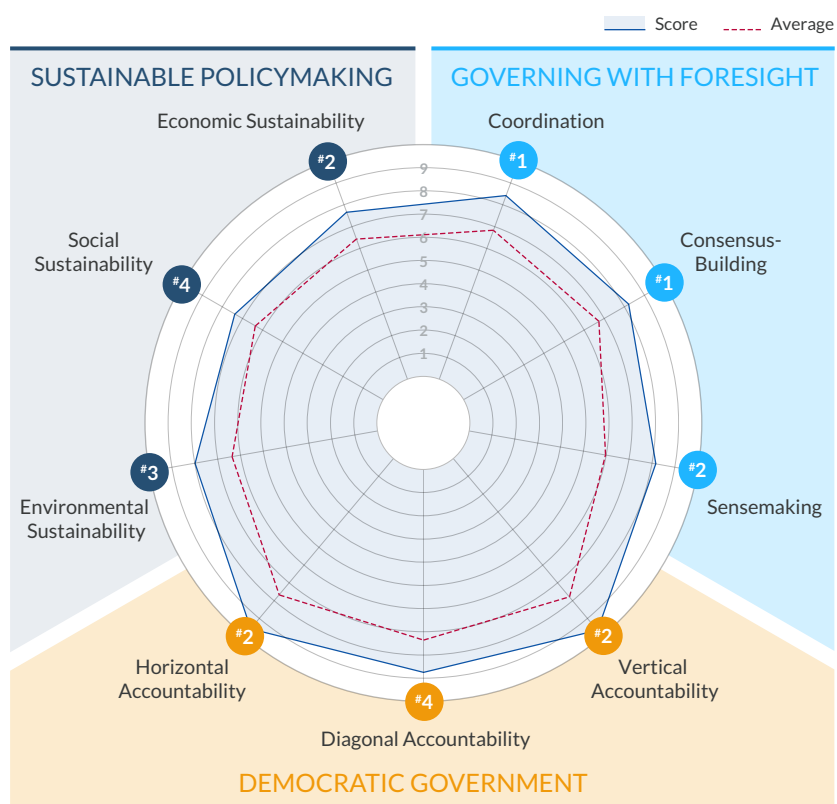 Score
Average
SUSTAINABLE POLICYMAKING
GOVERNING WITH FORESIGHT
Economic Sustainability
Coordination
#2
#1
9
8
7
6
5
4
3
2
1
Social
Sustainability
#4
Consensus-
Building
#1
#3
Environmental
Sustainability
#2
Sensemaking
#2
Horizontal
Accountability
#2
Vertical
Accountability
#4
Diagonal Accountability
DEMOCRATIC GOVERNMENT